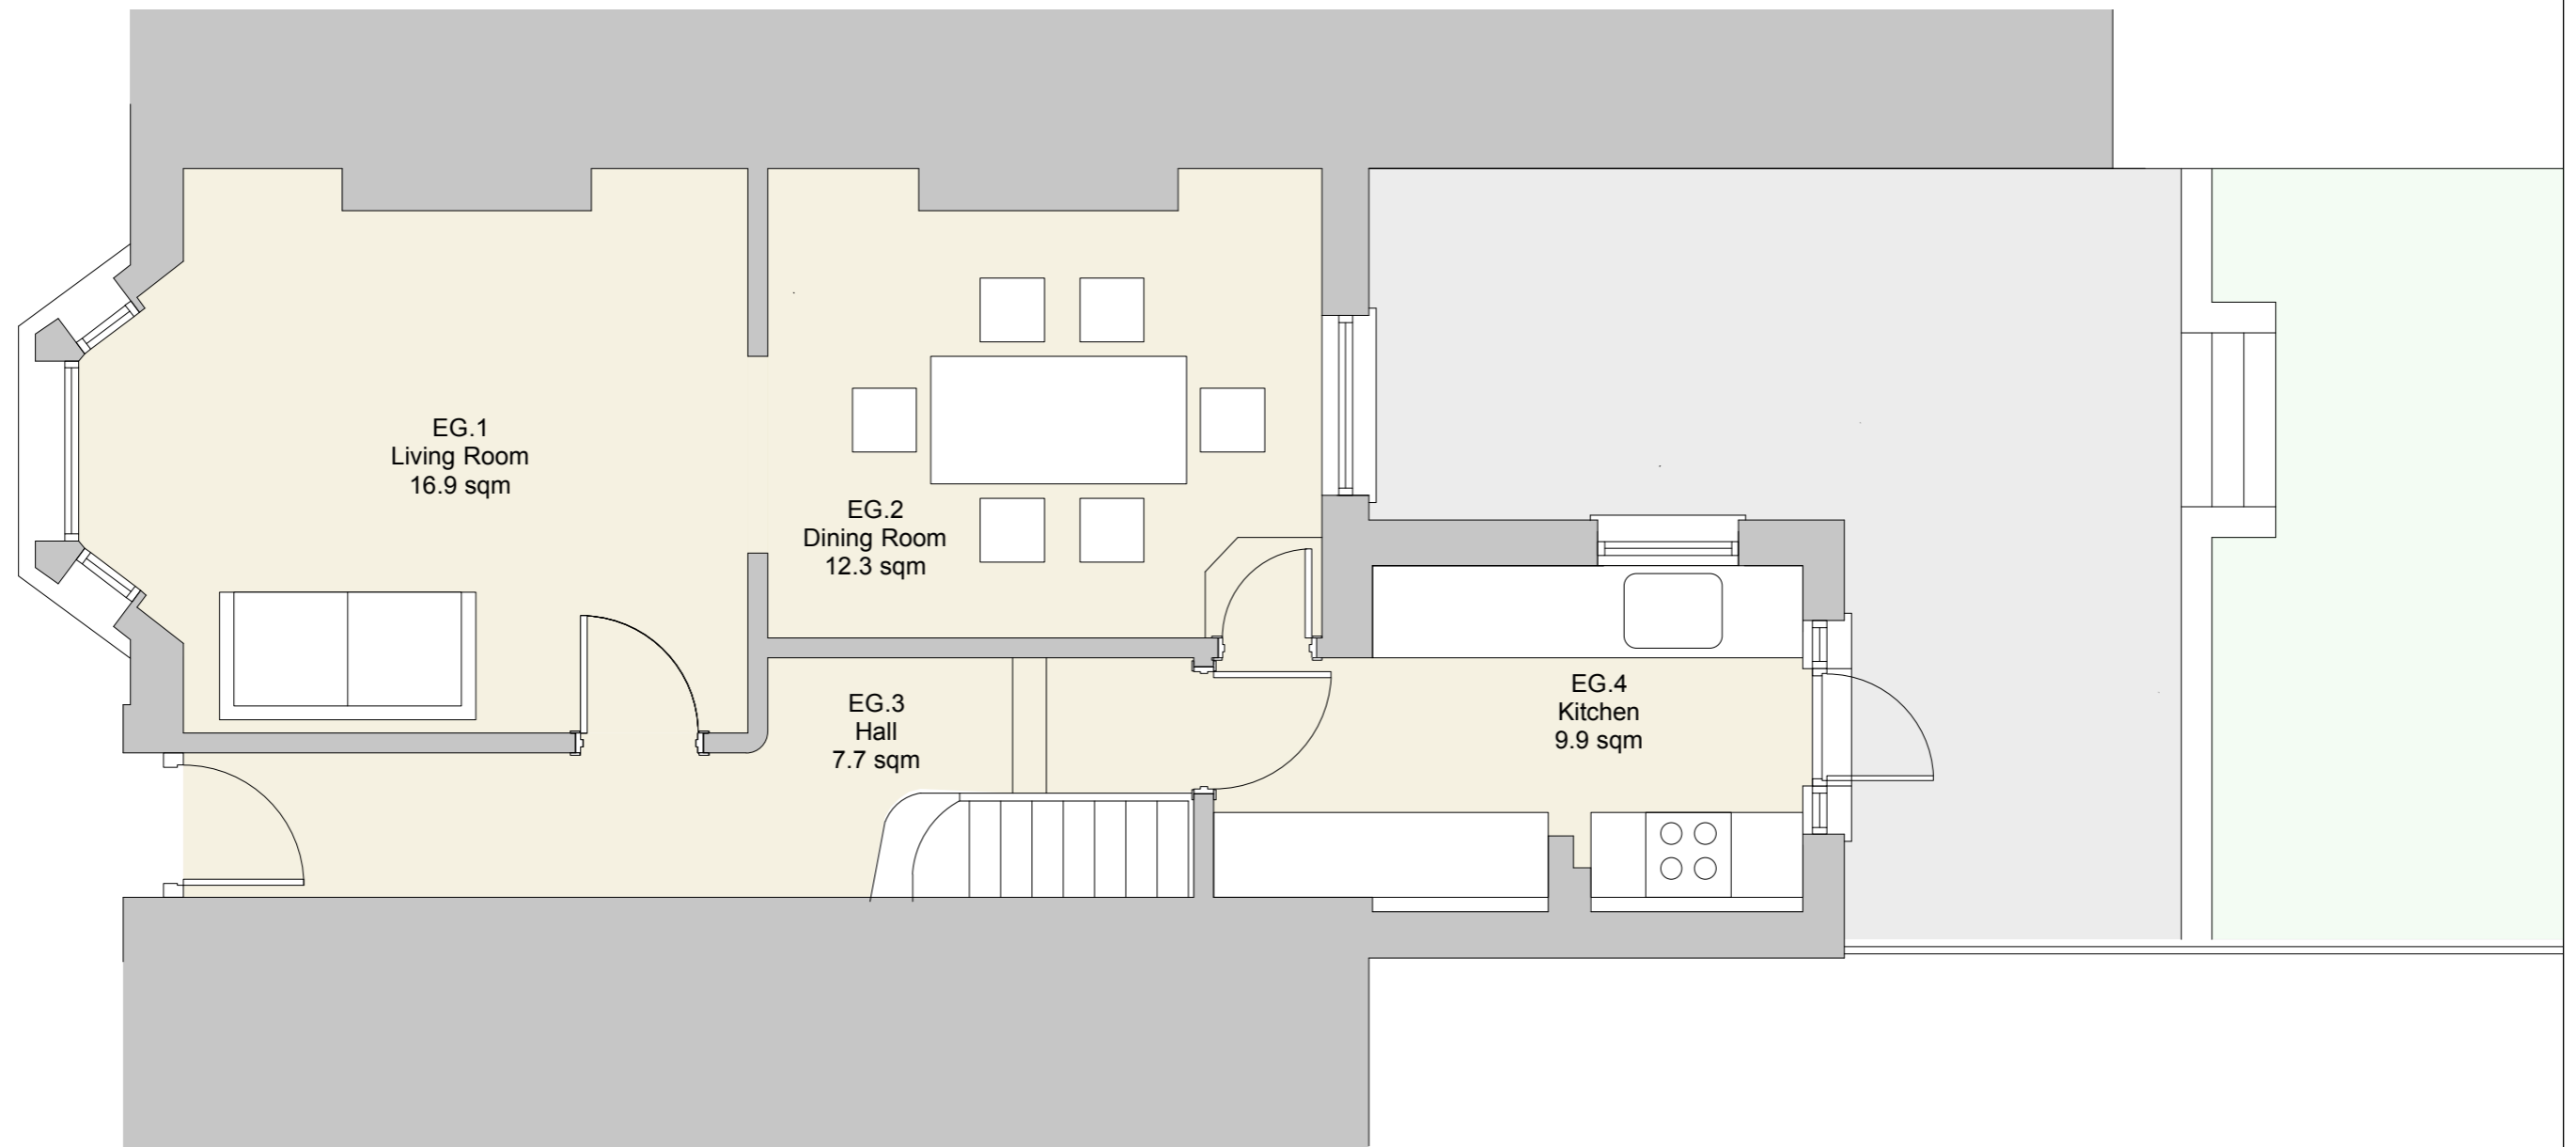 EG.1
Living Room
16.9 sqm
EG.2
Dining Room
12.3 sqm
EG.3
Hall
7.7 sqm
EG.4
Kitchen
9.9 sqm